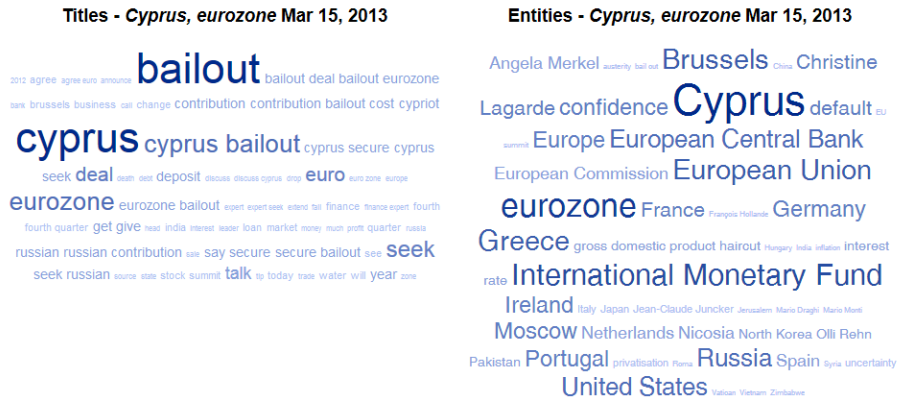 Titles - Cyprus, eurozone Mar 15, 2013
2012 agree agree euro announce bailout bailout deal bailout eurozone
bank brussels business call change contribution contribution bailout cost cypriot
cyprus cyprus bailout cyprus secure cyprus
seek deal death debt deposit discuss discuss cyprus drop euro euro zone europe
eurozone eurozone bailout expert expert seek extend fall finance finance expert fourth
fourth quarter get give head india interest leader loan market money much profit quarter russia
russian russian contribution sale say secure secure bailout see seek
seek russian source state stock summit talk tip today trade water will year zone
Entities - Cyprus, eurozone Mar 15, 2013
Angela Merkel austerity bail out Brussels China Christine
Lagarde confidence Cyprus default EU
summit Europe European Central Bank
European Commission European Union
eurozone France François Hollande Germany
Greece gross domestic product haircut Hungary India inflation interest
rate International Monetary Fund
Ireland Italy Japan Jean-Claude Juncker Jerusalem Mario Draghi Mario Monti
Moscow Netherlands Nicosia North Korea Olli Rehn
Pakistan Portugal privatisation Roma Russia Spain Syria uncertainty
United States Vatican Vietnam Zimbabwe